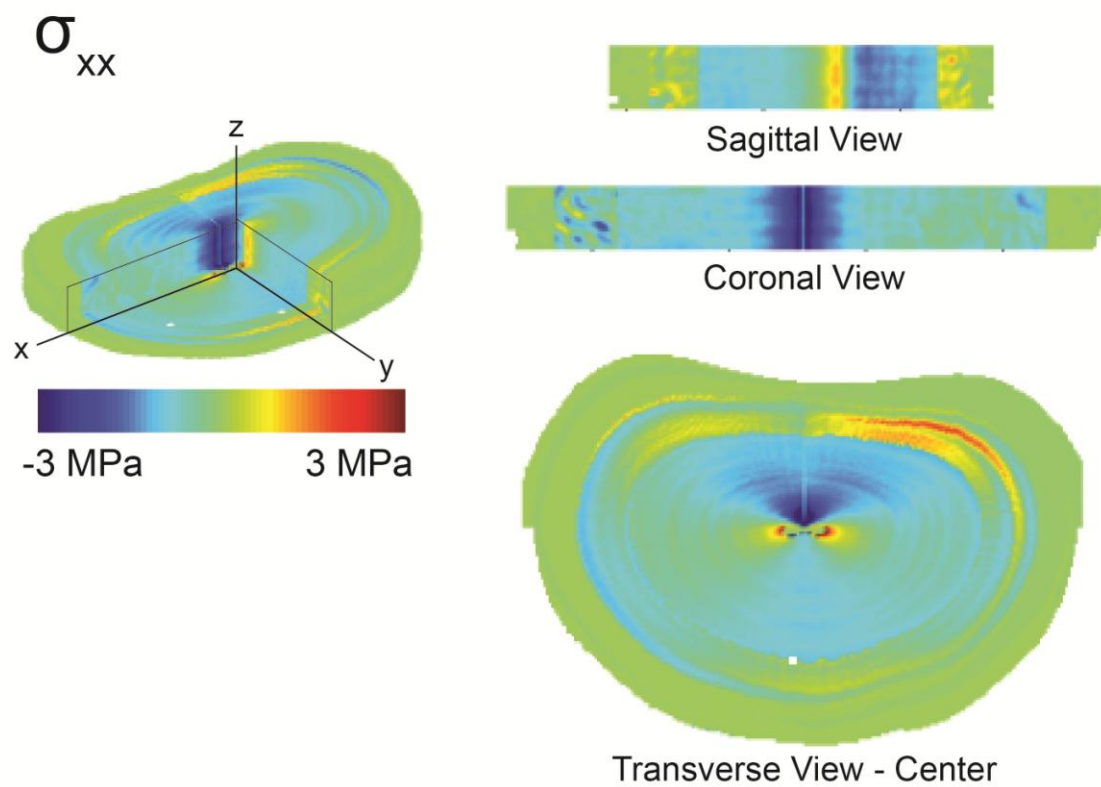 σxx
z
x
y
-3 MPa 3 MPa
Sagittal View
Coronal View
Transverse View - Center